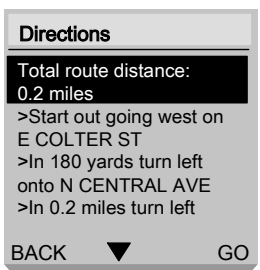 Directions
Total route distance:
0.2 miles
>Start out going west on
E COLTER ST
>In 180 yards turn left
onto N CENTRAL AVE
>In 0.2 miles turn left
BACK GO